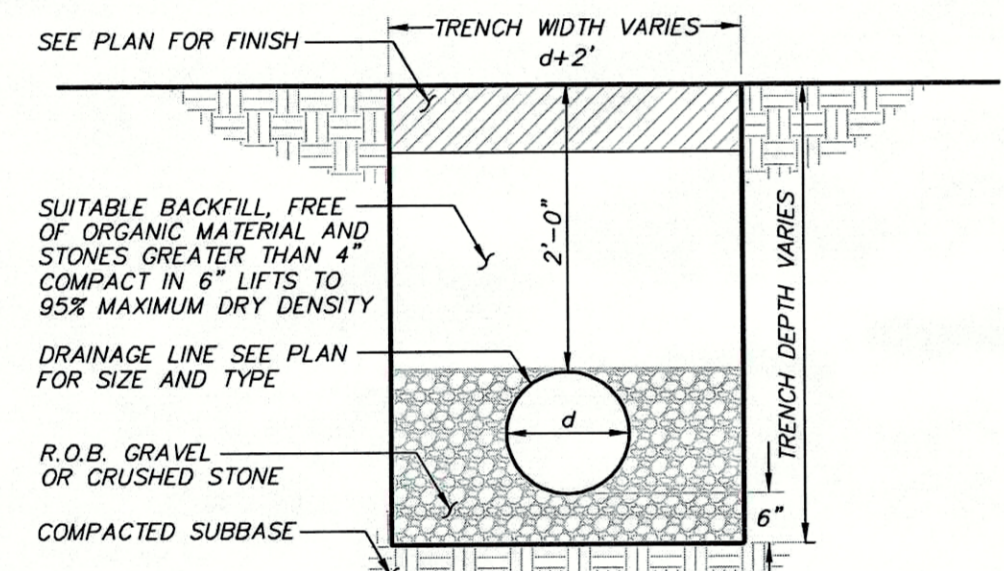 TRENCH WIDTH VARIES
d+2'
SEE PLAN FOR FINISH
SUITABLE BACKFILL, FREE
OF ORGANIC MATERIAL AND
STONES GREATER THAN 4"
COMPACT IN 6" LIFTS TO
95% MAXIMUM DRY DENSITY
2'-0"
TRENCH DEPTH VARIES
DRAINAGE LINE SEE PLAN
FOR SIZE AND TYPE
d
R.O.B. GRAVEL
OR CRUSHED STONE
6"
COMPACTED SUBBASE